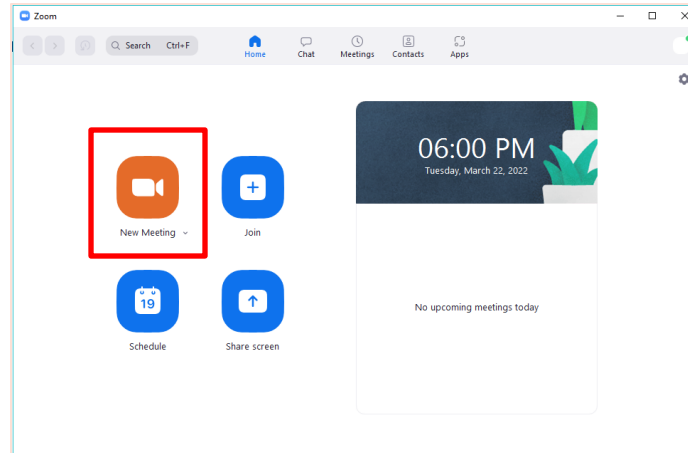 Zoom
Search Ctrl+F
Home
Chat
Meetings
Contacts
Apps
06:00 PM
Tuesday, March 22, 2022
New Meeting
Join
19
Schedule
Share screen
No upcoming meetings today